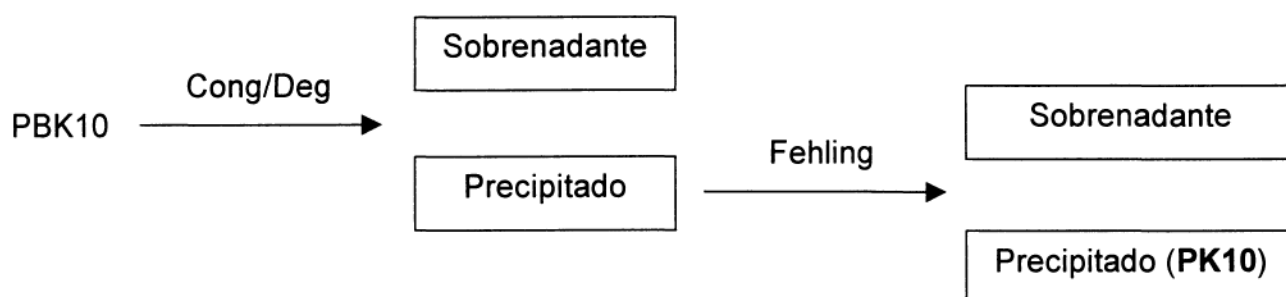 PBK10
Cong/Deg
Sobrenadante
Precipitado
Fehling
Sobrenadante
Precipitado (PK10)